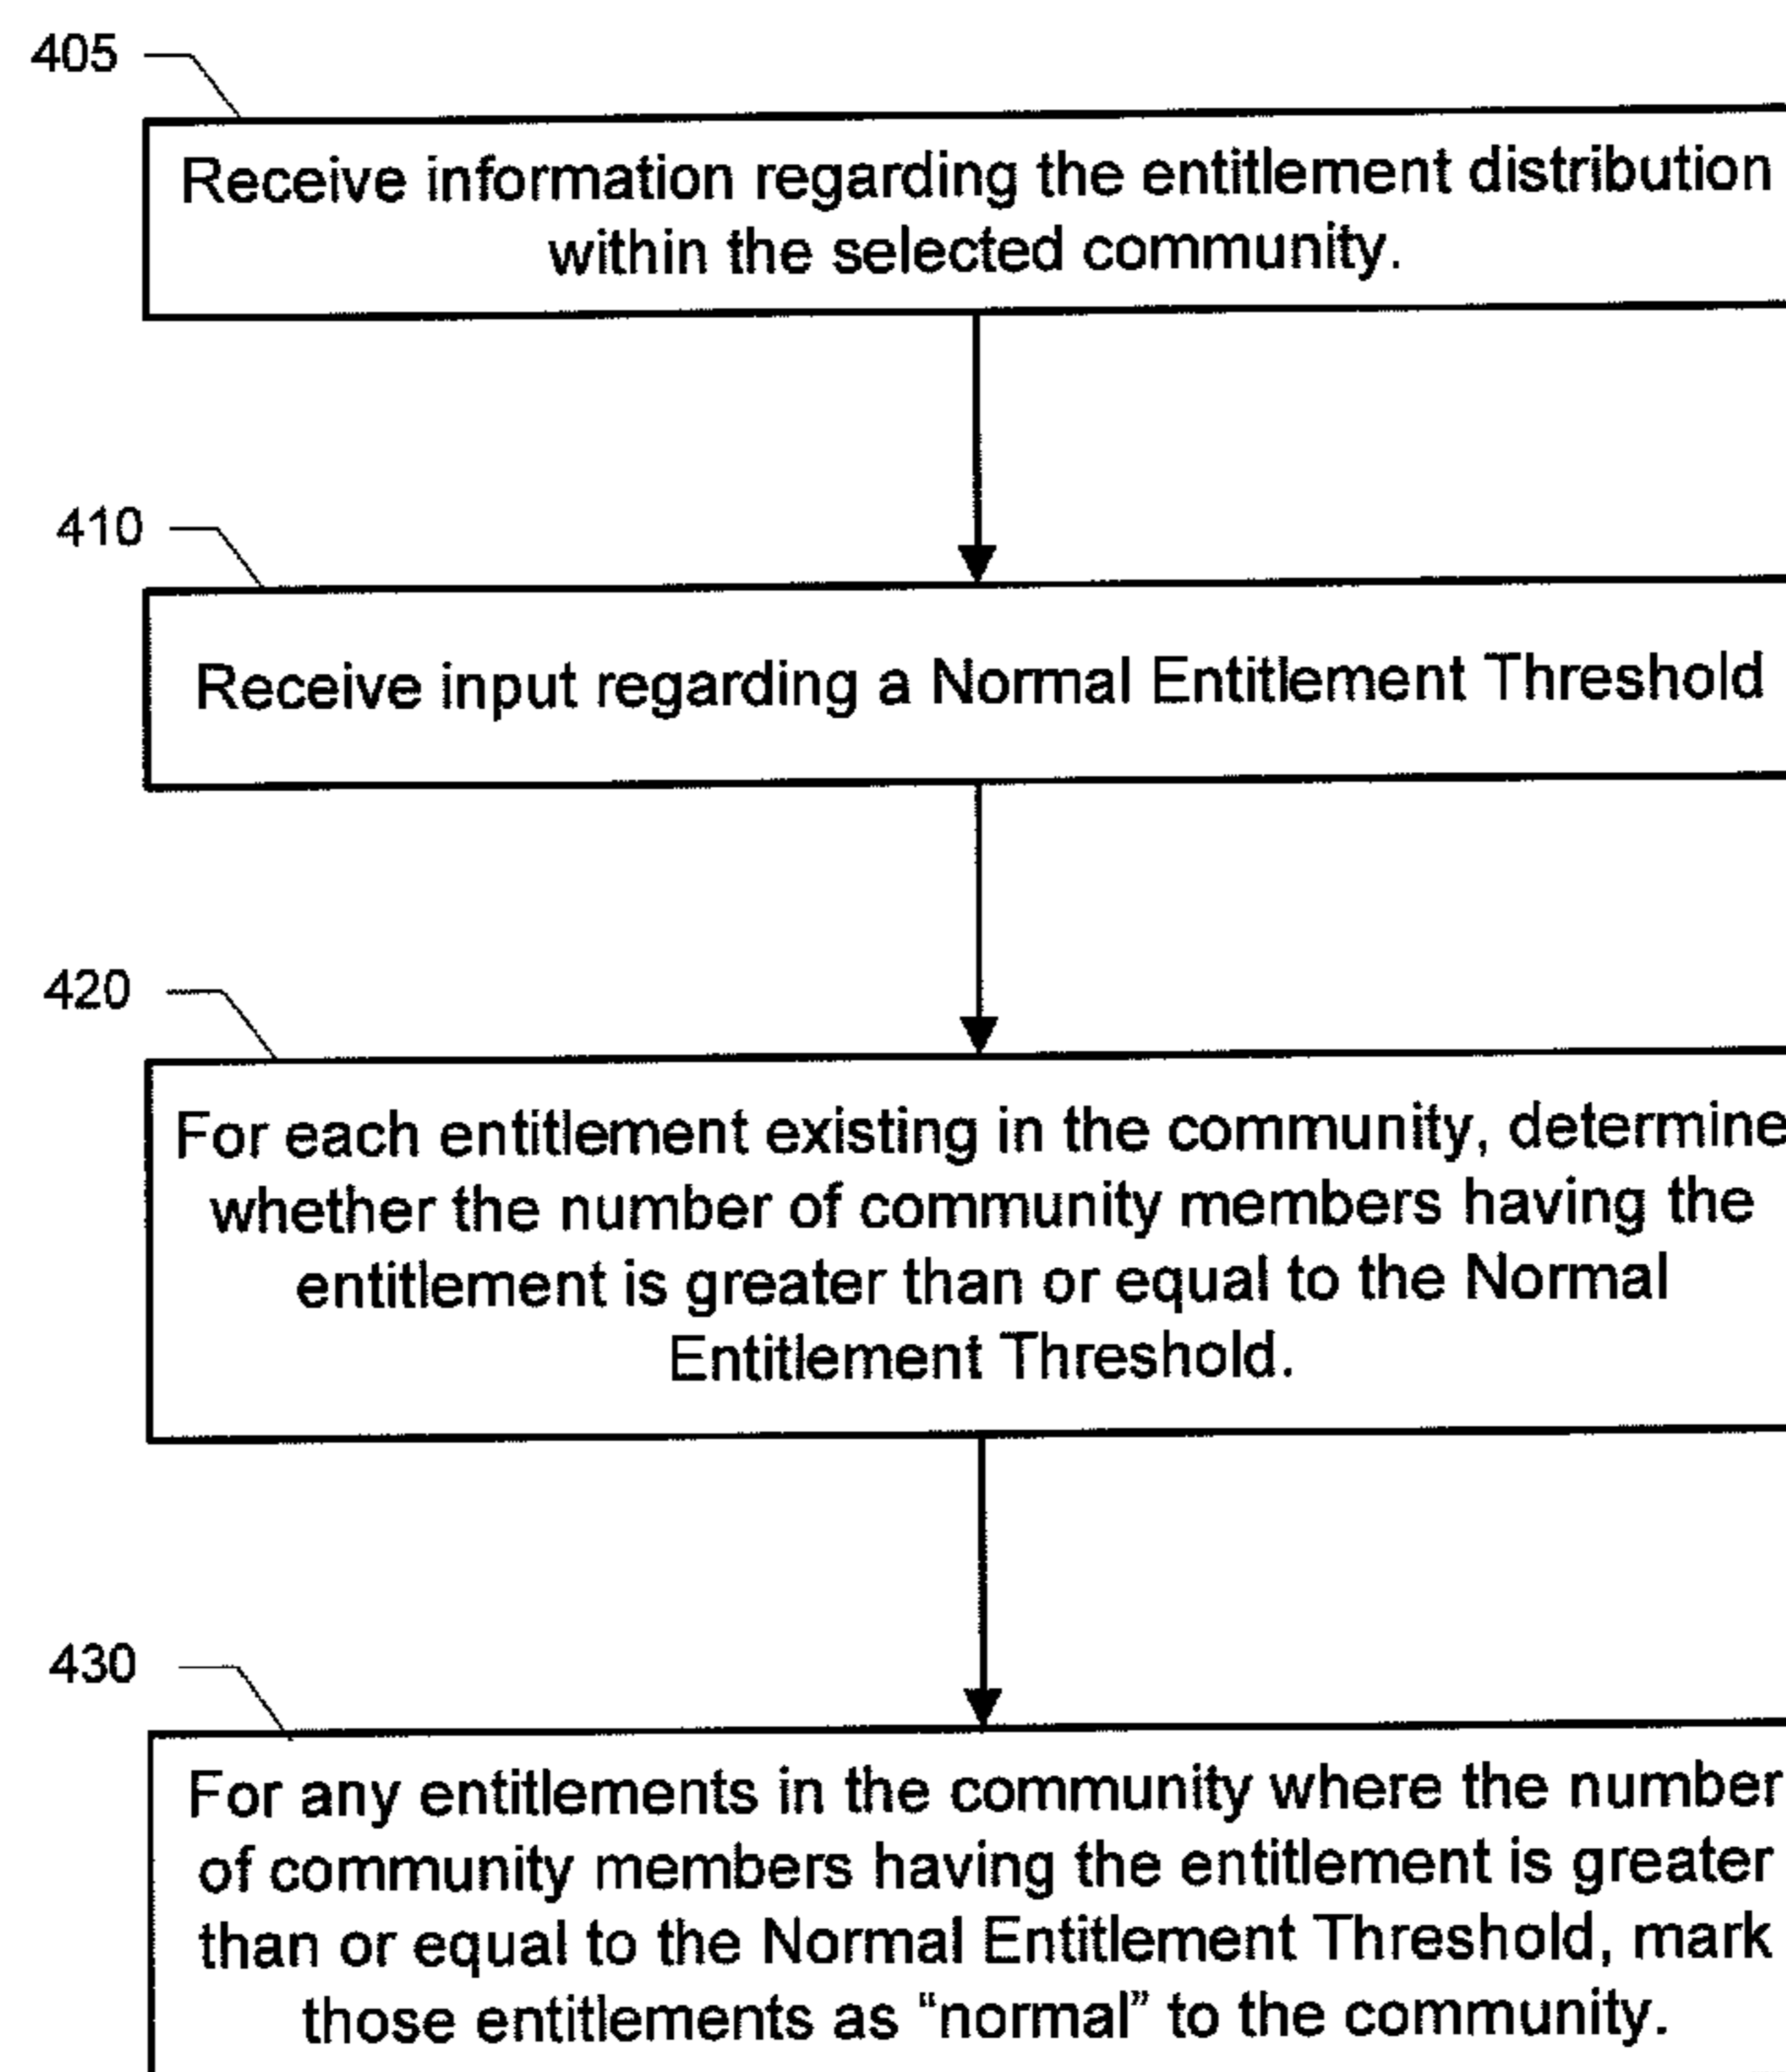 405
Receive information regarding the entitlement distribution
within the selected community.
410
Receive input regarding a Normal Entitlement Threshold
420
For each entitlement existing in the community, determine
whether the number of community members having the
entitlement is greater than or equal to the Normal
Entitlement Threshold.
430
For any entitlements in the community where the number
of community members having the entitlement is greater
than or equal to the Normal Entitlement Threshold, mark
those entitlements as “normal” to the community.